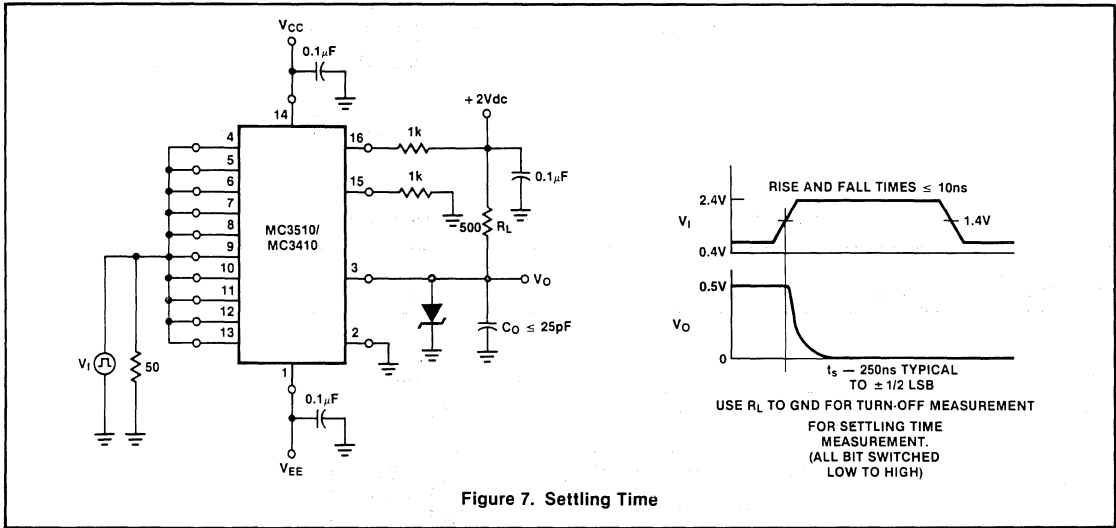 VCC
0.1µF
+2Vdc
14
4
5
6
7
8
9
10
11
12
13
MC3510/
MC3410
16
1k
15
1k
0.1µF
500 RL
3
VO
CO ≤ 25pF
2
VI
50
1
0.1µF
VEE
RISE AND FALL TIMES ≤ 10ns
2.4V
VI
1.4V
0.4V
0.5V
VO
0
ts — 250ns TYPICAL
TO ± 1/2 LSB
USE RL TO GND FOR TURN-OFF MEASUREMENT
FOR SETTLING TIME
MEASUREMENT.
(ALL BIT SWITCHED
LOW TO HIGH)
Figure 7. Settling Time